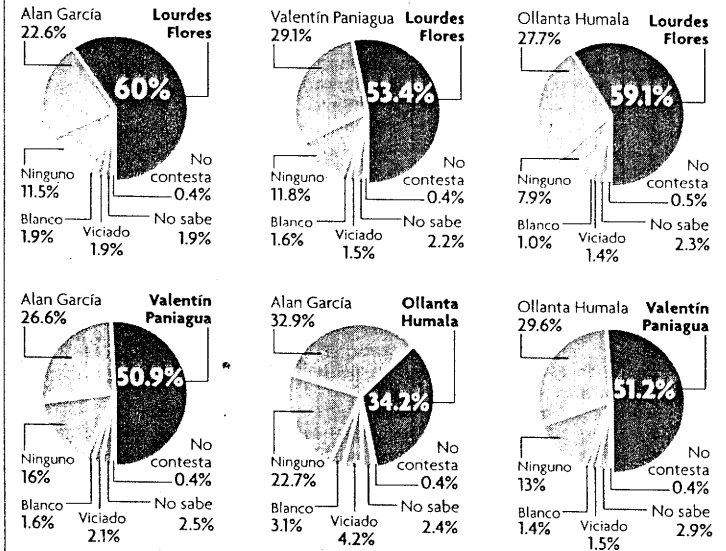 Alan García
22.6%
Lourdes
Flores
60%
Ninguno
11.5%
No
contesta
0.4%
Blanco
1.9%
Viciado
1.9%
No sabe
1.9%
Valentín Paniagua
29.1%
Lourdes
Flores
53.4%
Ninguno
11.8%
No
contesta
0.4%
Blanco
1.6%
Viciado
1.5%
No sabe
2.2%
Ollanta Humala
27.7%
Lourdes
Flores
59.1%
Ninguno
7.9%
No
contesta
0.5%
Blanco
1.0%
Viciado
1.4%
No sabe
2.3%
Alan García
26.6%
Valentín
Paniagua
50.9%
Ninguno
16%
No
contesta
0.4%
Blanco
1.6%
Viciado
2.1%
No sabe
2.5%
Alan García
32.9%
Ollanta
Humala
34.2%
Ninguno
22.7%
No
contesta
0.4%
Blanco
3.1%
Viciado
4.2%
No sabe
2.4%
Ollanta Humala
29.6%
Valentín
Paniagua
51.2%
Ninguno
13%
No
contesta
0.4%
Blanco
1.4%
Viciado
1.5%
No sabe
2.9%